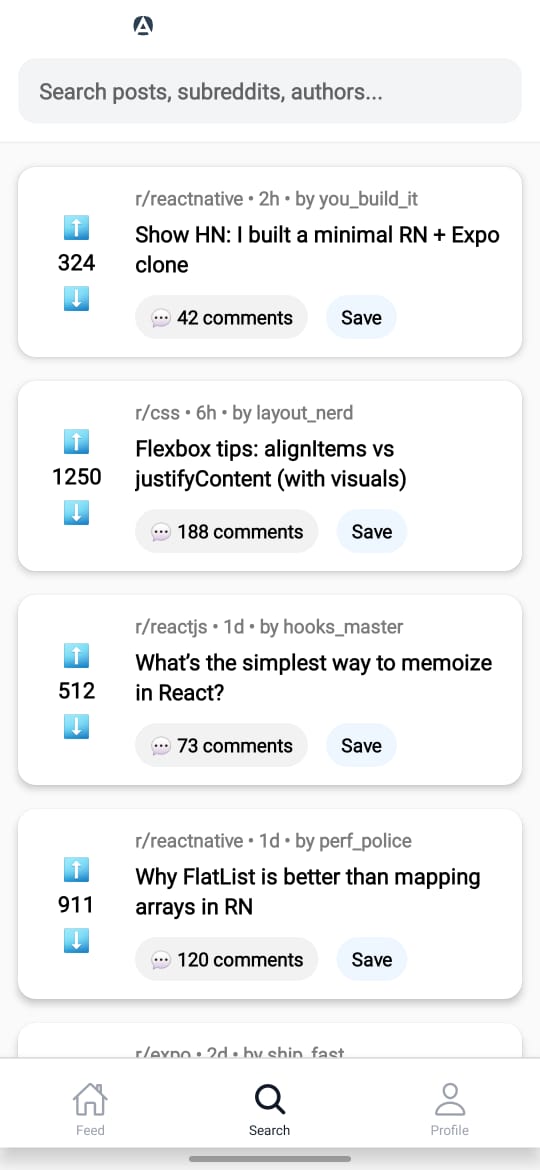 Search posts, subreddits, authors...
r/reactnative • 2h • by you_build_it
Show HN: I built a minimal RN + Expo
clone
324
💬 42 comments
Save
r/css • 6h • by layout_nerd
Flexbox tips: alignItems vs
justifyContent (with visuals)
1250
💬 188 comments
Save
r/reactjs • 1d • by hooks_master
What’s the simplest way to memoize
in React?
512
💬 73 comments
Save
r/reactnative • 1d • by perf_police
Why FlatList is better than mapping
arrays in RN
911
💬 120 comments
Save
r/expo • 2d • by ship_fast
Feed
Search
Profile